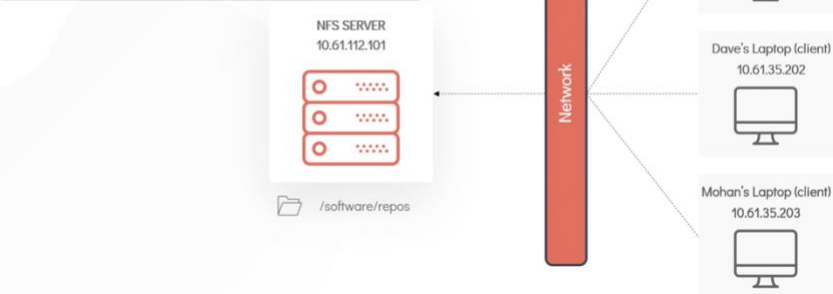 NFS SERVER
10.61.112.101
/software/repos
Network
Dave's Laptop (client)
10.61.35.202
Mohan's Laptop (client)
10.61.35.203